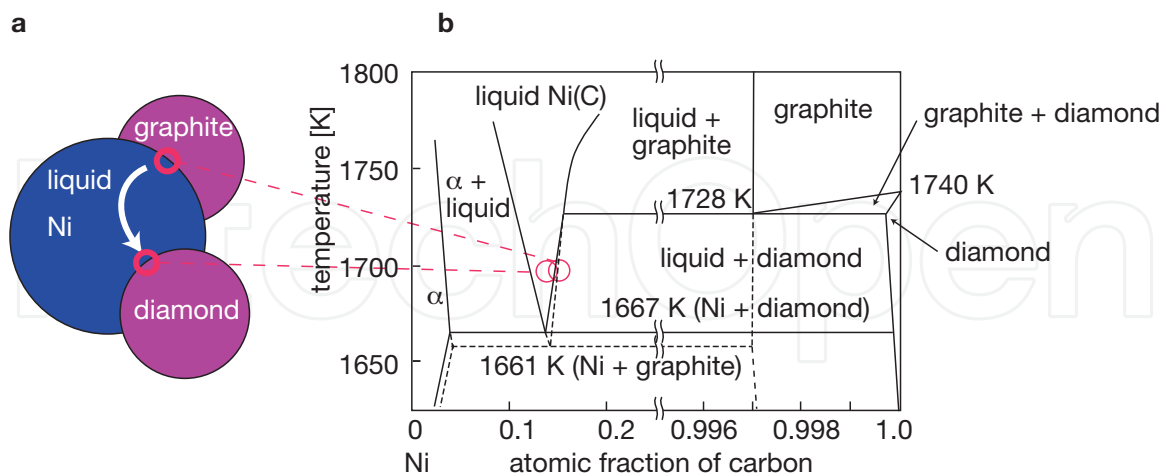 a
b
graphite
liquid
Ni
diamond
temperature [K]
1800
1750
1700
1650
liquid Ni(C)
liquid +
graphite
graphite
graphite + diamond
α +
liquid
1728 K
1740 K
α
liquid + diamond
diamond
1667 K (Ni + diamond)
1661 K (Ni + graphite)
0
0.1
0.2
0.996
0.998
1.0
Ni
atomic fraction of carbon
IntechOpen